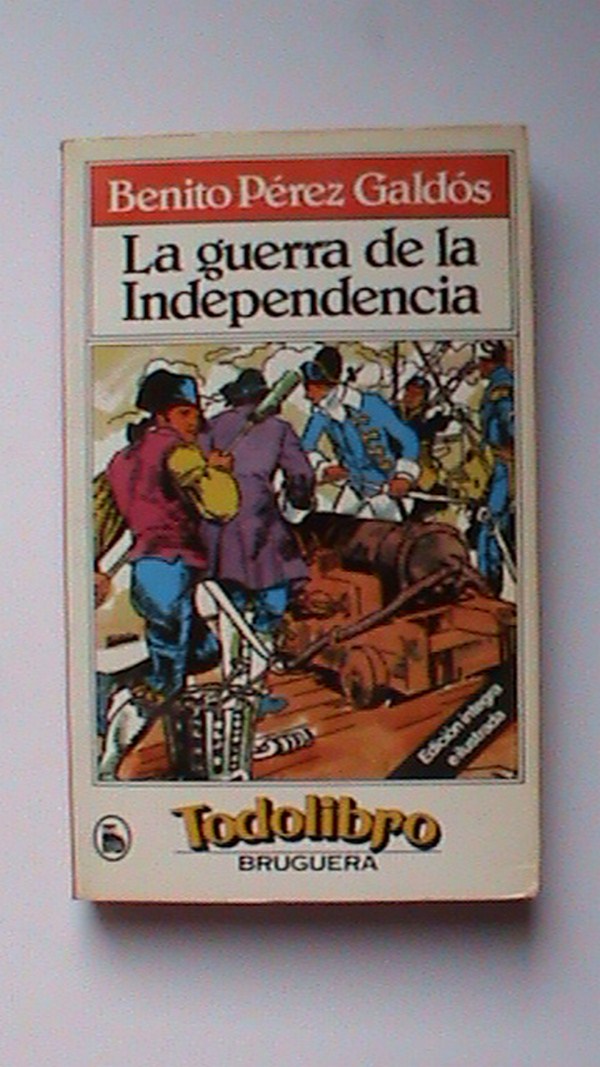 Benito Pérez Galdós
La guerra de la
Independencia
Edición íntegra
e ilustrada
Todolibro
BRUGUERA